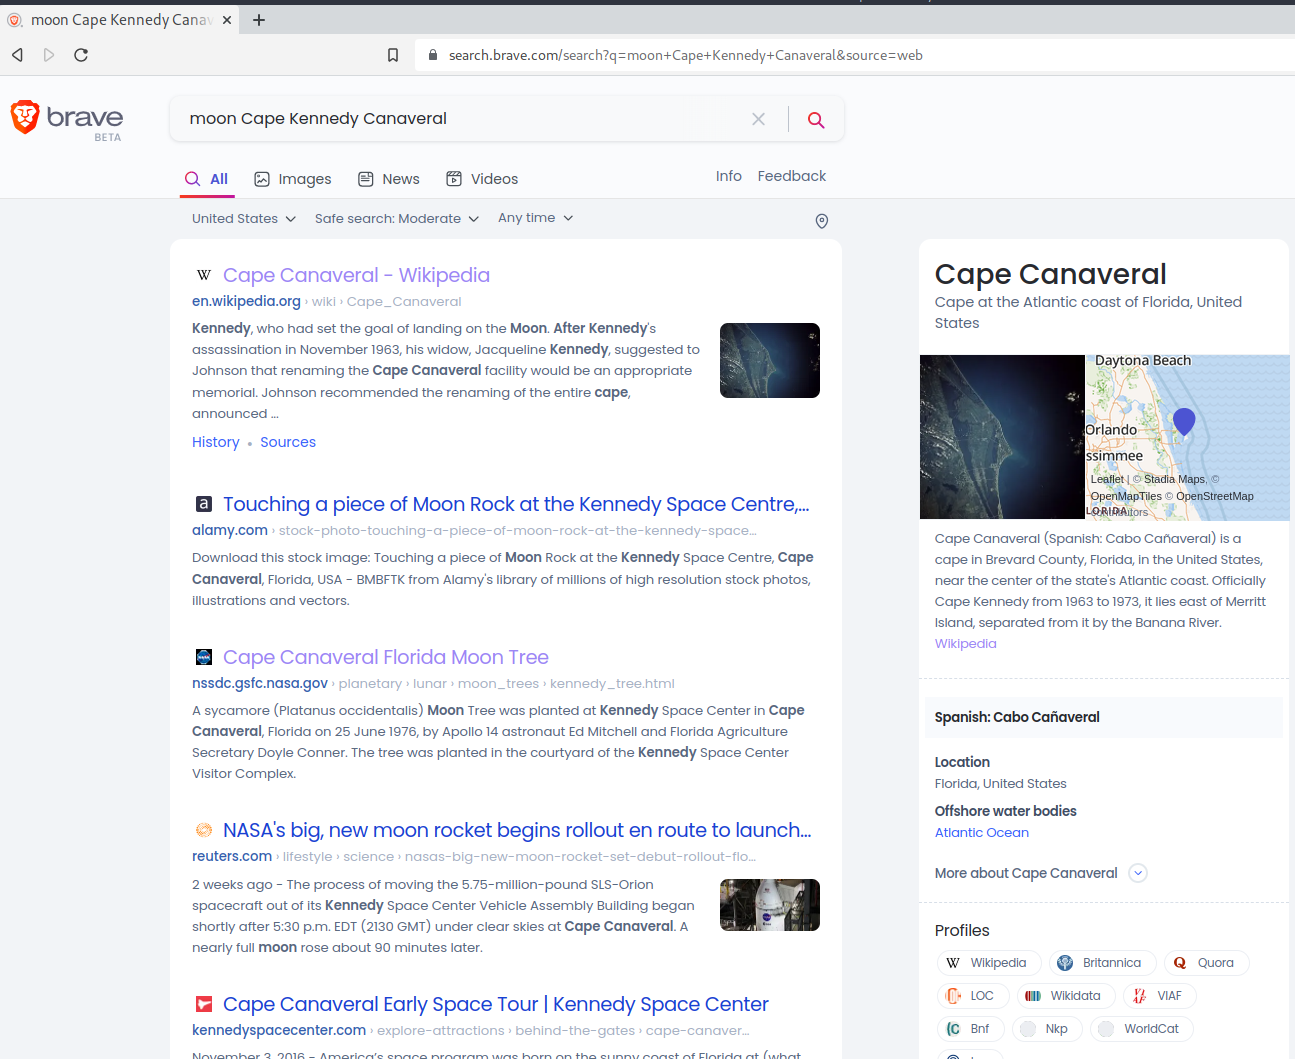 moon Cape Kennedy Canav
search.brave.com/search?q=moon+Cape+Kennedy+Canaveral&source=web
brave
BETA
moon Cape Kennedy Canaveral
All Images News Videos Info Feedback
United States Safe search: Moderate Any time
W Cape Canaveral - Wikipedia
en.wikipedia.org › wiki › Cape_Canaveral
Kennedy, who had set the goal of landing on the Moon. After Kennedy's
assassination in November 1963, his widow, Jacqueline Kennedy, suggested to
Johnson that renaming the Cape Canaveral facility would be an appropriate
memorial. Johnson recommended the renaming of the entire cape,
announced ...
History • Sources
a Touching a piece of Moon Rock at the Kennedy Space Centre,...
alamy.com › stock-photo-touching-a-piece-of-moon-rock-at-the-kennedy-space...
Download this stock image: Touching a piece of Moon Rock at the Kennedy Space Centre, Cape
Canaveral, Florida, USA - BMBFTK from Alamy's library of millions of high resolution stock photos,
illustrations and vectors.
Cape Canaveral Florida Moon Tree
nssdc.gsfc.nasa.gov › planetary › lunar › moon_trees › kennedy_tree.html
A sycamore (Platanus occidentalis) Moon Tree was planted at Kennedy Space Center in Cape
Canaveral, Florida on 25 June 1976, by Apollo 14 astronaut Ed Mitchell and Florida Agriculture
Secretary Doyle Conner. The tree was planted in the courtyard of the Kennedy Space Center
Visitor Complex.
NASA's big, new moon rocket begins rollout en route to launch...
reuters.com › lifestyle › science › nasas-big-new-moon-rocket-set-debut-rollout-flo...
2 weeks ago - The process of moving the 5.75-million-pound SLS-Orion
spacecraft out of its Kennedy Space Center Vehicle Assembly Building began
shortly after 5:30 p.m. EDT (2130 GMT) under clear skies at Cape Canaveral. A
nearly full moon rose about 90 minutes later.
Cape Canaveral Early Space Tour | Kennedy Space Center
kennedyspacecenter.com › explore-attractions › behind-the-gates › cape-canaver...
November 3, 2016 - America's space program was born on the sunny coast of Florida at (what
Cape Canaveral
Cape at the Atlantic coast of Florida, United
States
Daytona Beach
Orlando
ssimmee
Leaflet | © Stadia Maps, ©
OpenMapTiles © OpenStreetMap
contributors
LORIDA
Cape Canaveral (Spanish: Cabo Cañaveral) is a
cape in Brevard County, Florida, in the United States,
near the center of the state's Atlantic coast. Officially
Cape Kennedy from 1963 to 1973, it lies east of Merritt
Island, separated from it by the Banana River.
Wikipedia
Spanish: Cabo Cañaveral
Location
Florida, United States
Offshore water bodies
Atlantic Ocean
More about Cape Canaveral
Profiles
W Wikipedia Britannica Q Quora
LOC Wikidata VIAF VIAF
Bnf Nkp WorldCat